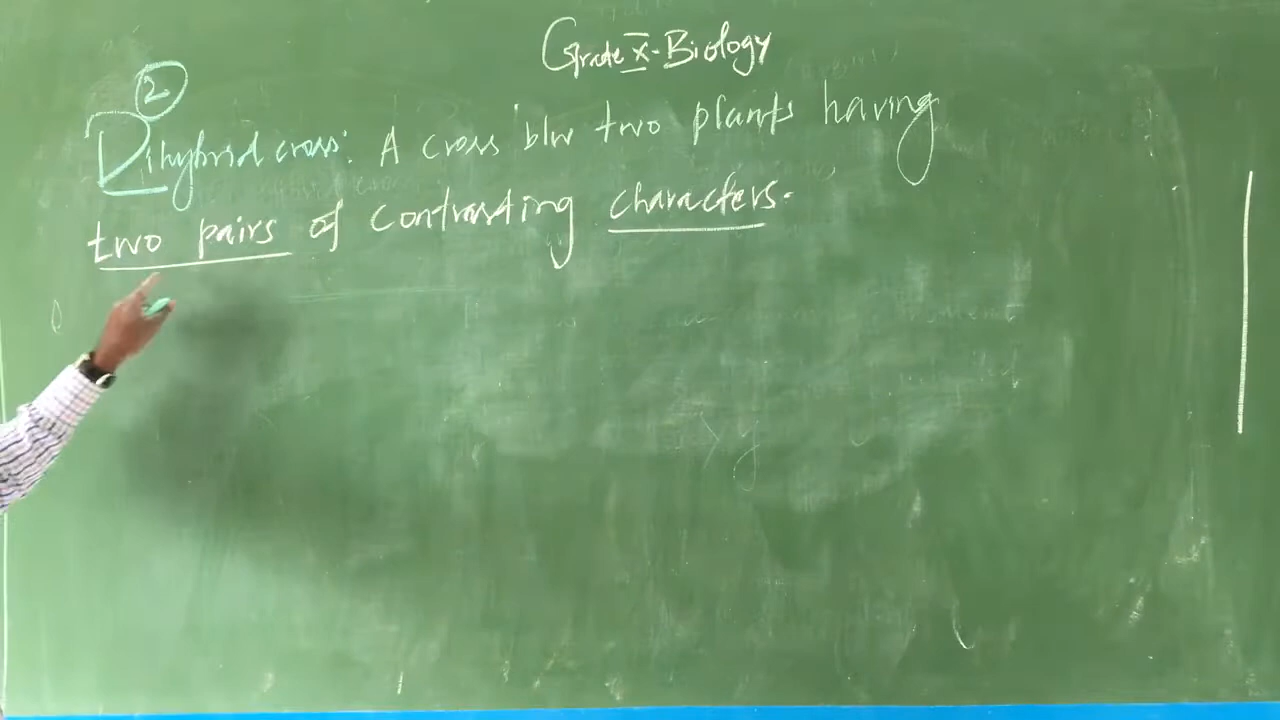 Grade X - Biology
2
Dihybrid cross: A cross b/w two plants having
two pairs of contrasting characters.